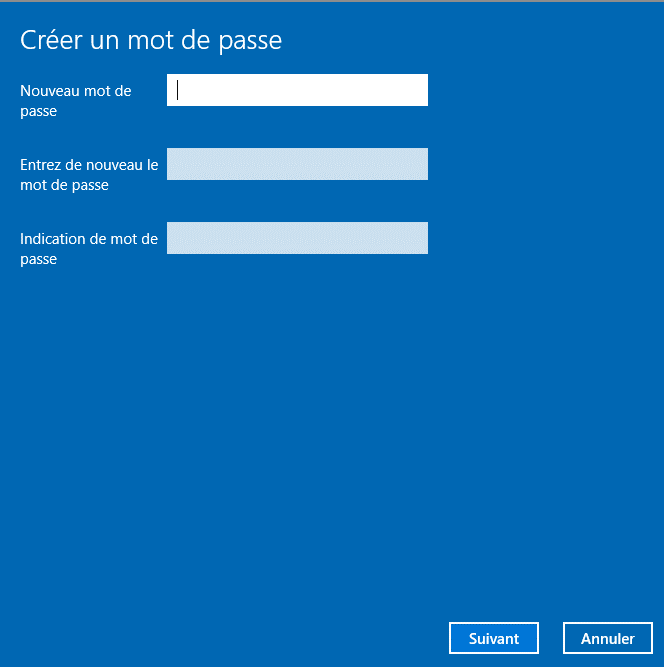 Créer un mot de passe
Nouveau mot de
passe
Entrez de nouveau le
mot de passe
Indication de mot de
passe
Suivant
Annuler